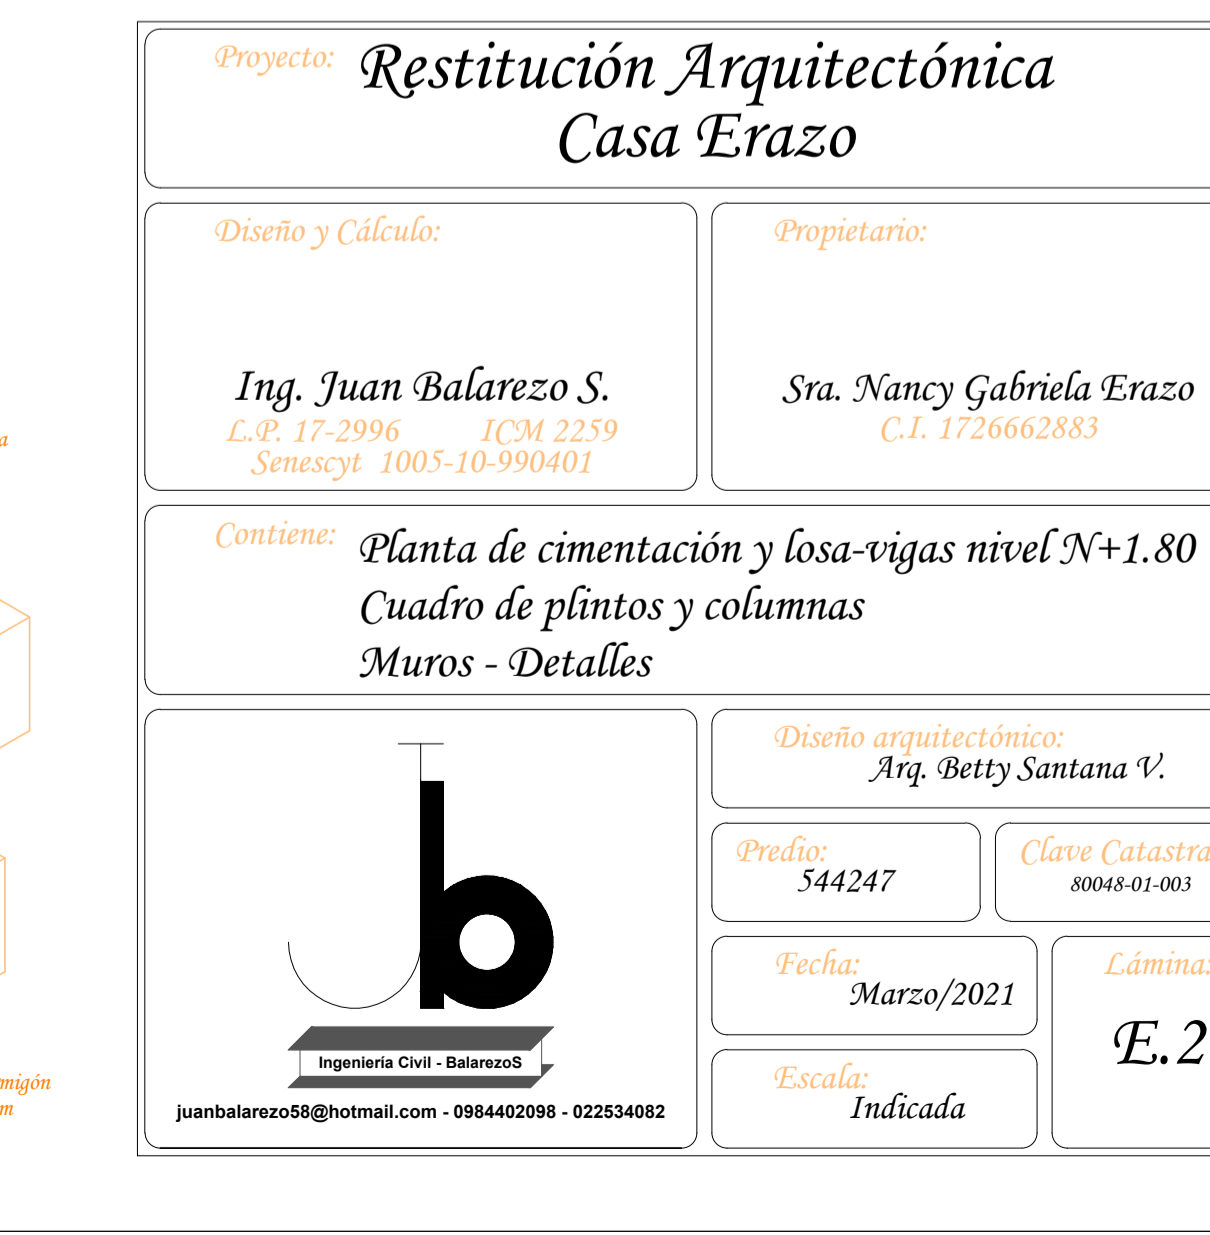 Proyecto: Restitución Arquitectónica
Casa Erazo
Diseño y Cálculo:
Ing. Juan Balarezo S.
L.P. 17-2996 ICM 2259
Senescyt 1005-10-990401
Propietario:
Sra. Nancy Gabriela Erazo
C.I. 1726662883
Contiene: Planta de cimentación y losa-vigas nivel N+1.80
Cuadro de plintos y columnas
Muros - Detalles
Jb
Ingeniería Civil - BalarezoS
juanbalarezo58@hotmail.com - 0984402098 - 022534082
Diseño arquitectónico:
Arq. Betty Santana V.
Predio:
544247
Clave Catastra
80048-01-003
Fecha:
Marzo/2021
Lámina:
E.2
Escala:
Indicada
a
migón
m